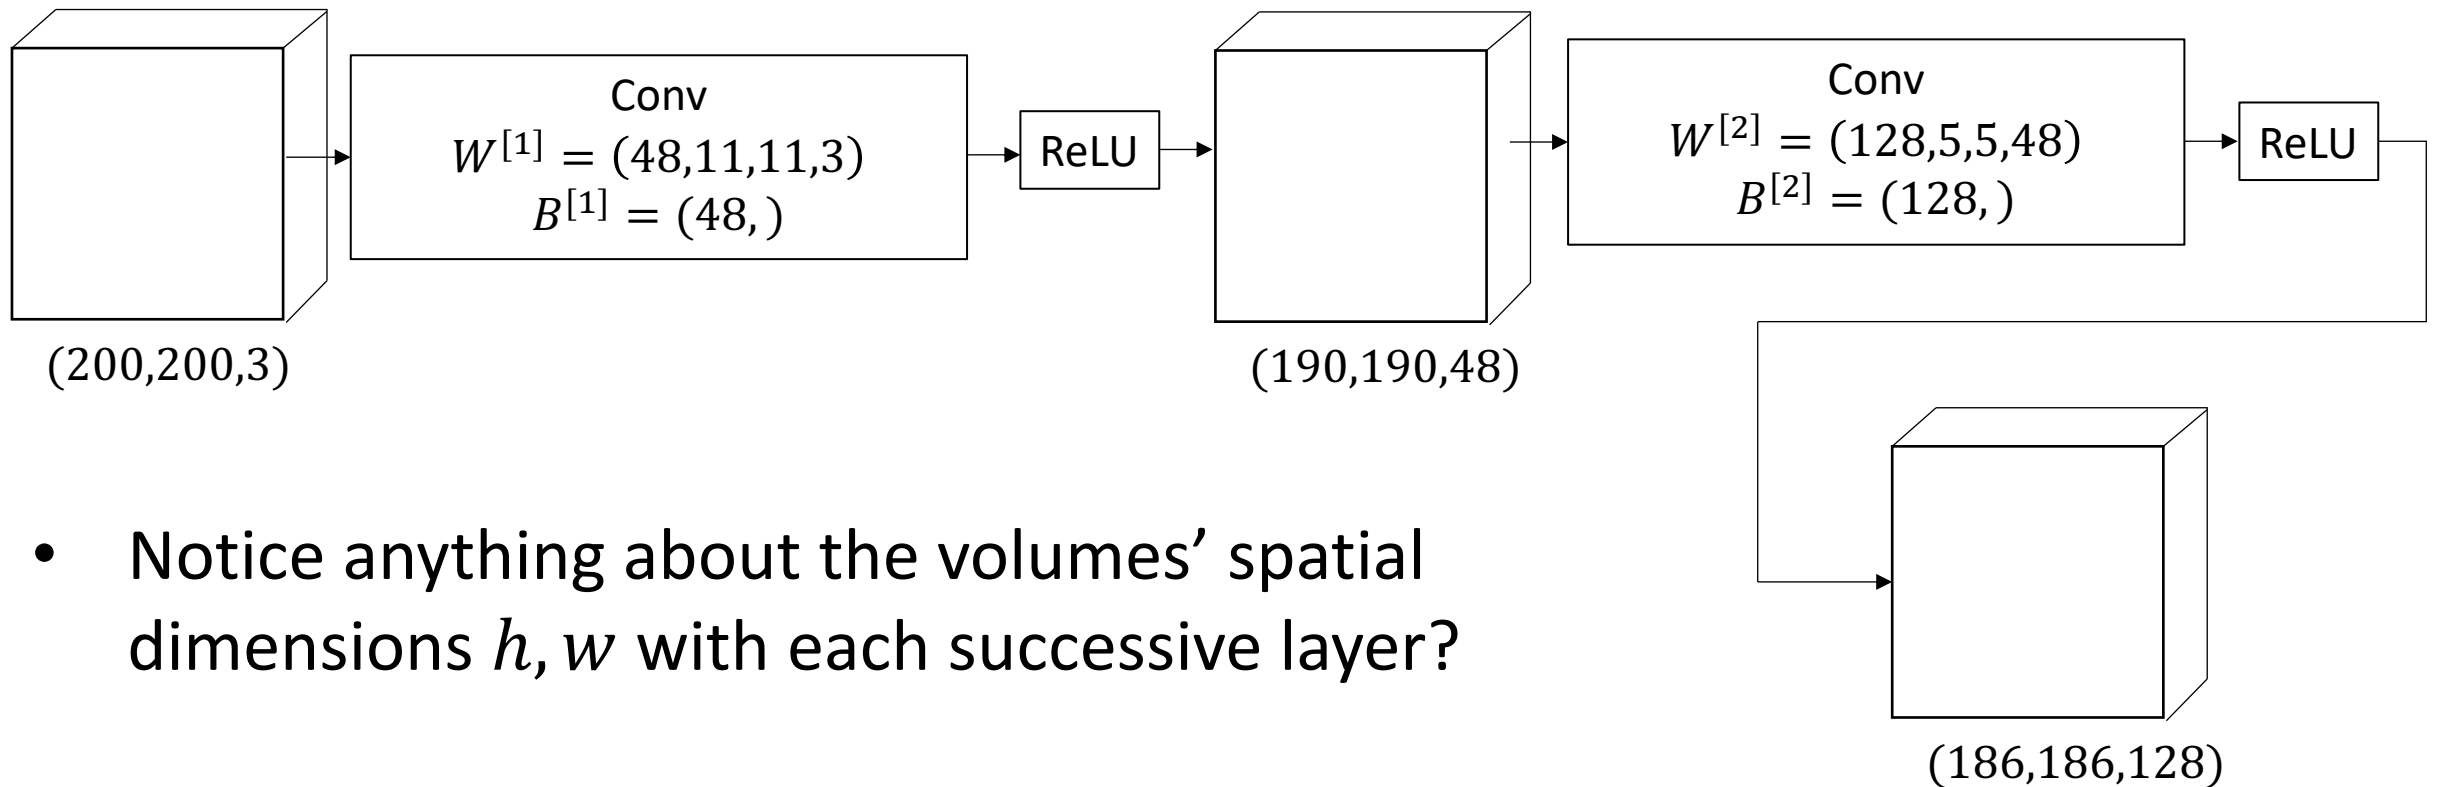 Conv
W^[1] = (48,11,11,3)
B^[1] = (48, )
ReLU
Conv
W^[2] = (128,5,5,48)
B^[2] = (128, )
ReLU
(200,200,3)
(190,190,48)
• Notice anything about the volumes’ spatial
dimensions h, w with each successive layer?
(186,186,128)